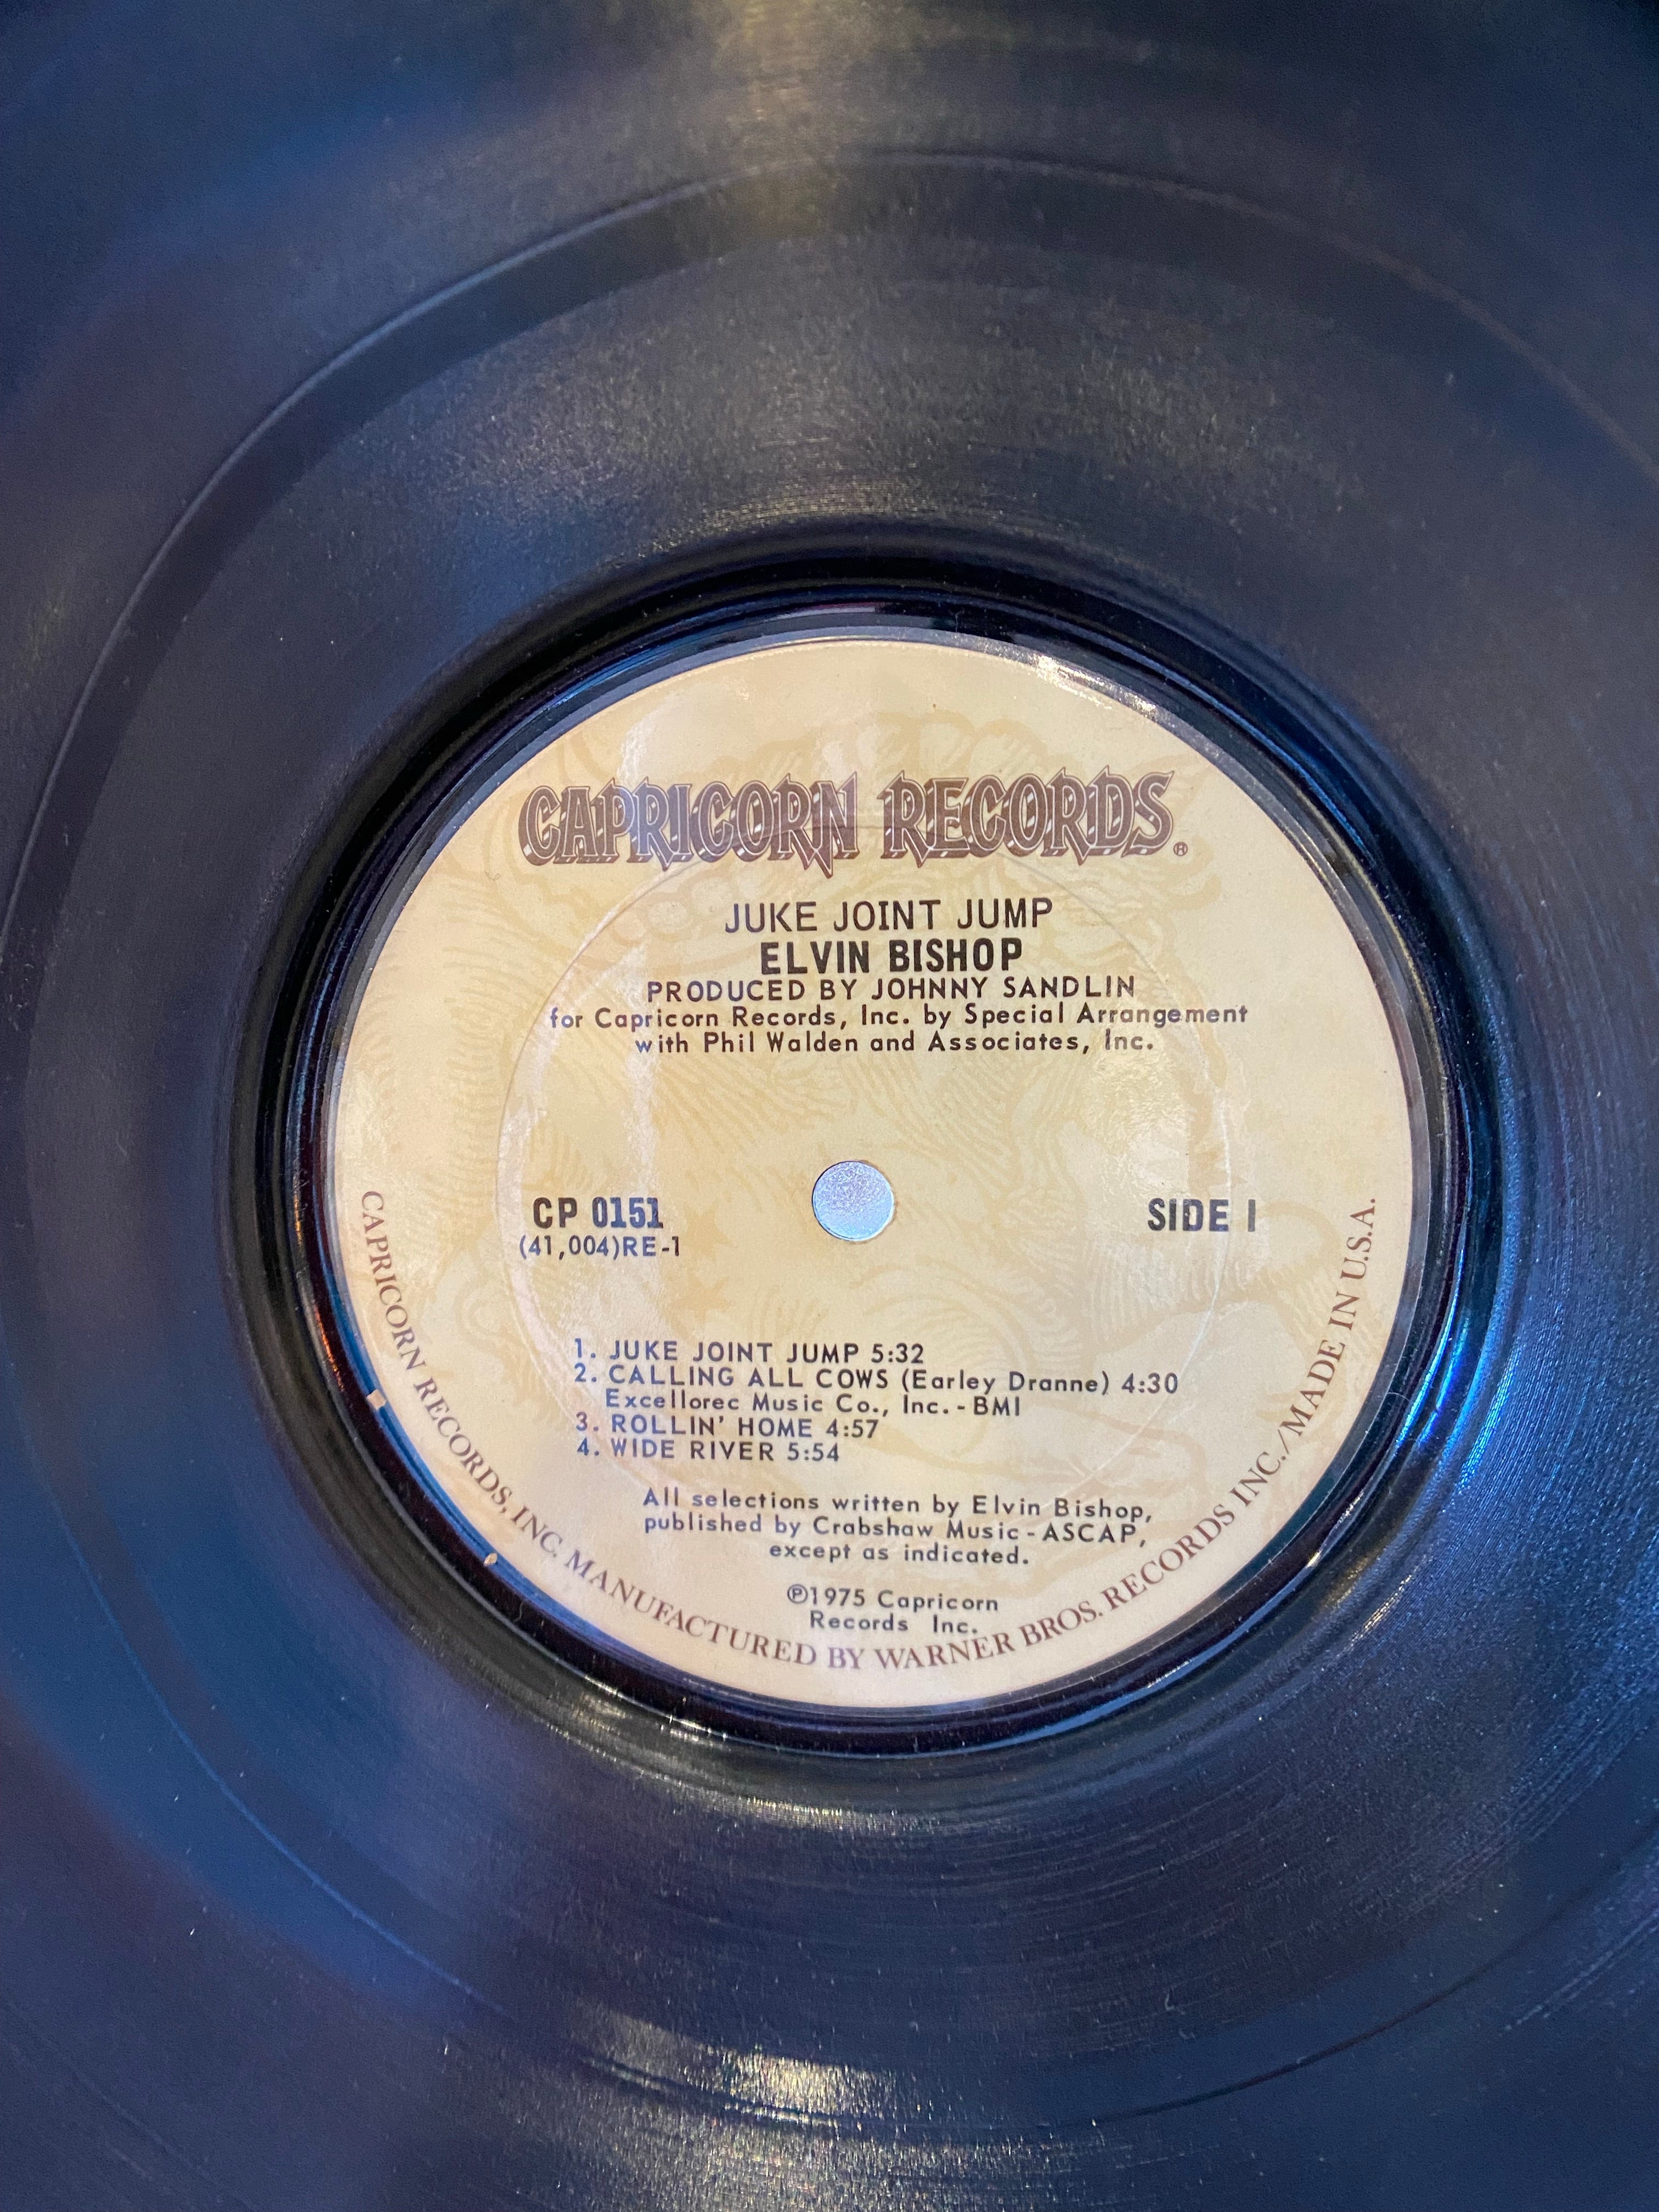 CAPRICORN RECORDS®
JUKE JOINT JUMP
ELVIN BISHOP
PRODUCED BY JOHNNY SANDLIN
for Capricorn Records, Inc. by Special Arrangement
with Phil Walden and Associates, Inc.
CP 0151
(41,004)RE-1
SIDE 1
1. JUKE JOINT JUMP 5:32
2. CALLING ALL COWS (Earley Dranne) 4:30
Excellorec Music Co., Inc.-BMI
3. ROLLIN' HOME 4:57
4. WIDE RIVER 5:54
All selections written by Elvin Bishop,
published by Crabshaw Music-ASCAP,
except as indicated.
℗1975 Capricorn
Records Inc.
CAPRICORN RECORDS, INC. MANUFACTURED BY WARNER BROS. RECORDS INC./MADE IN U.S.A.